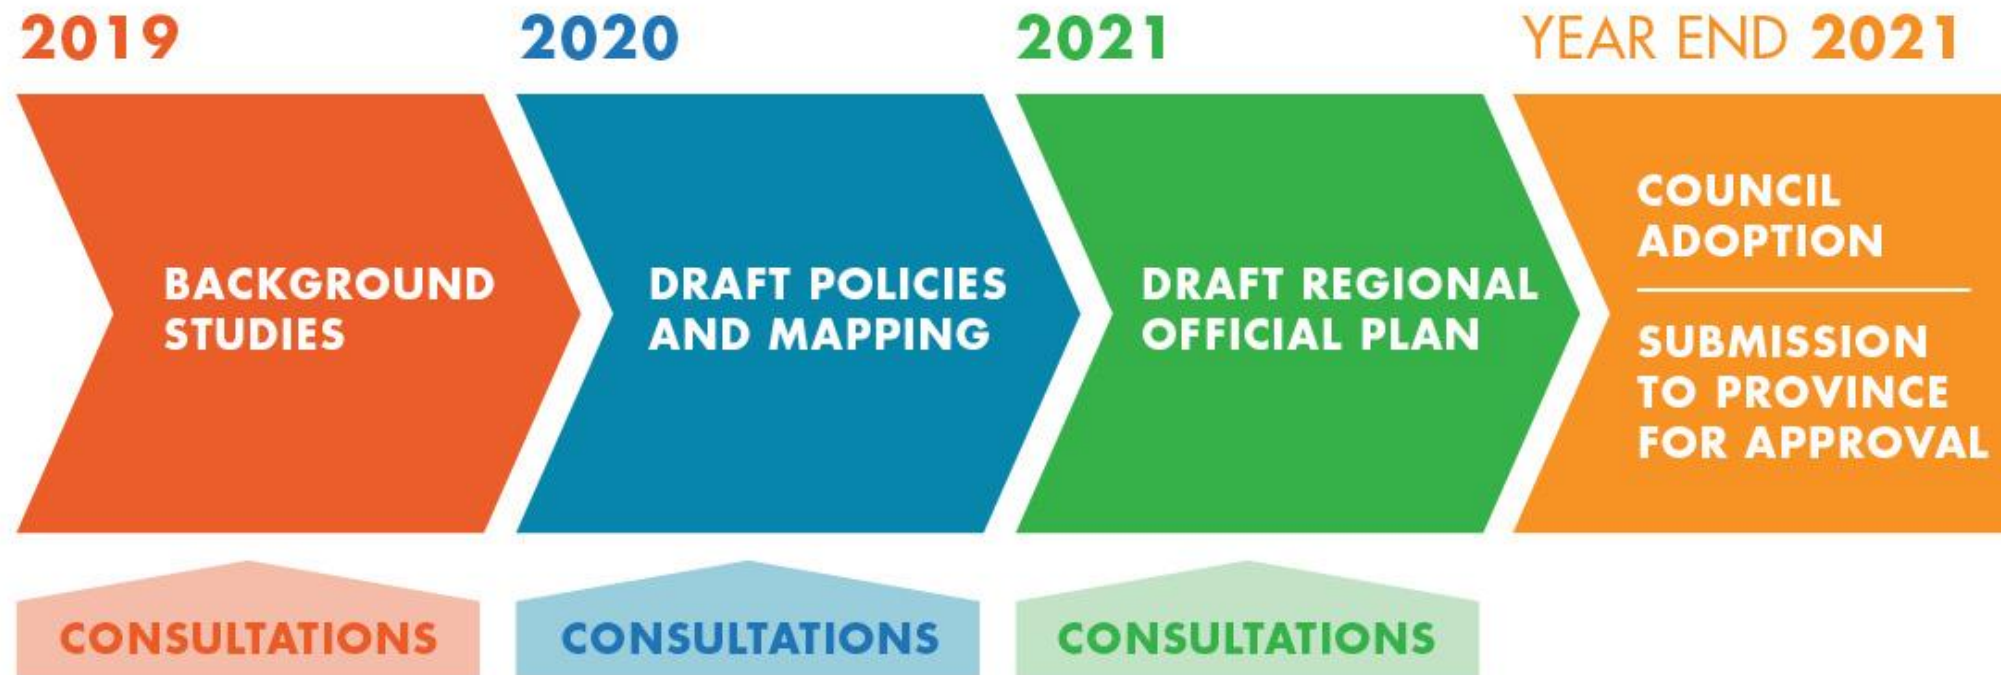 2019
2020
2021
YEAR END 2021
BACKGROUND
STUDIES
DRAFT POLICIES
AND MAPPING
DRAFT REGIONAL
OFFICIAL PLAN
COUNCIL
ADOPTION
SUBMISSION
TO PROVINCE
FOR APPROVAL
CONSULTATIONS
CONSULTATIONS
CONSULTATIONS